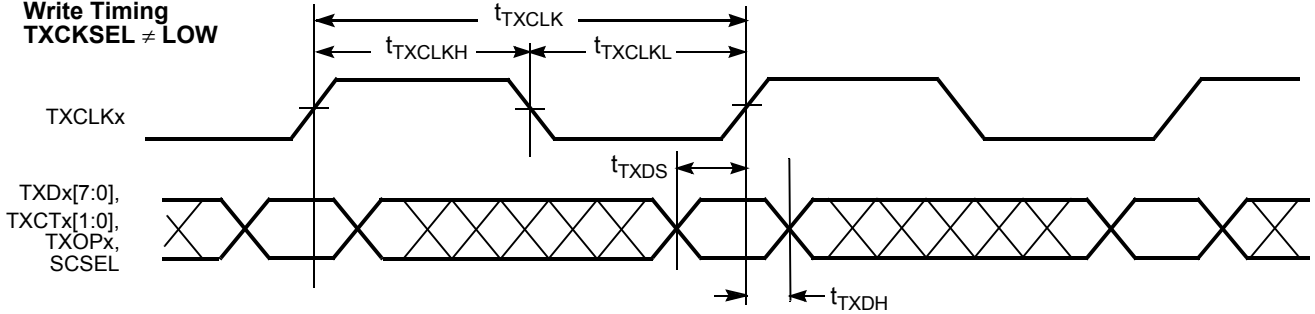 Write Timing
TXCKSEL ≠ LOW
tTXCLK
tTXCLKH
tTXCLKL
TXCLKx
tTXDS
TXDx[7:0],
TXCTx[1:0],
TXOPx,
SCSEL
tTXDH